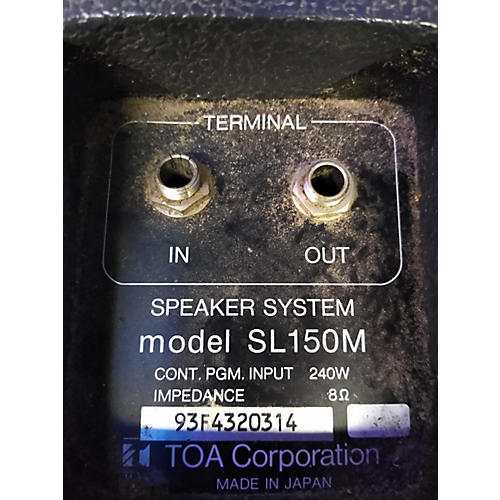 TERMINAL
IN OUT
SPEAKER SYSTEM
model SL150M
CONT. PGM. INPUT 240W
IMPEDANCE 8Ω
93F4320314
TOA Corporation
MADE IN JAPAN